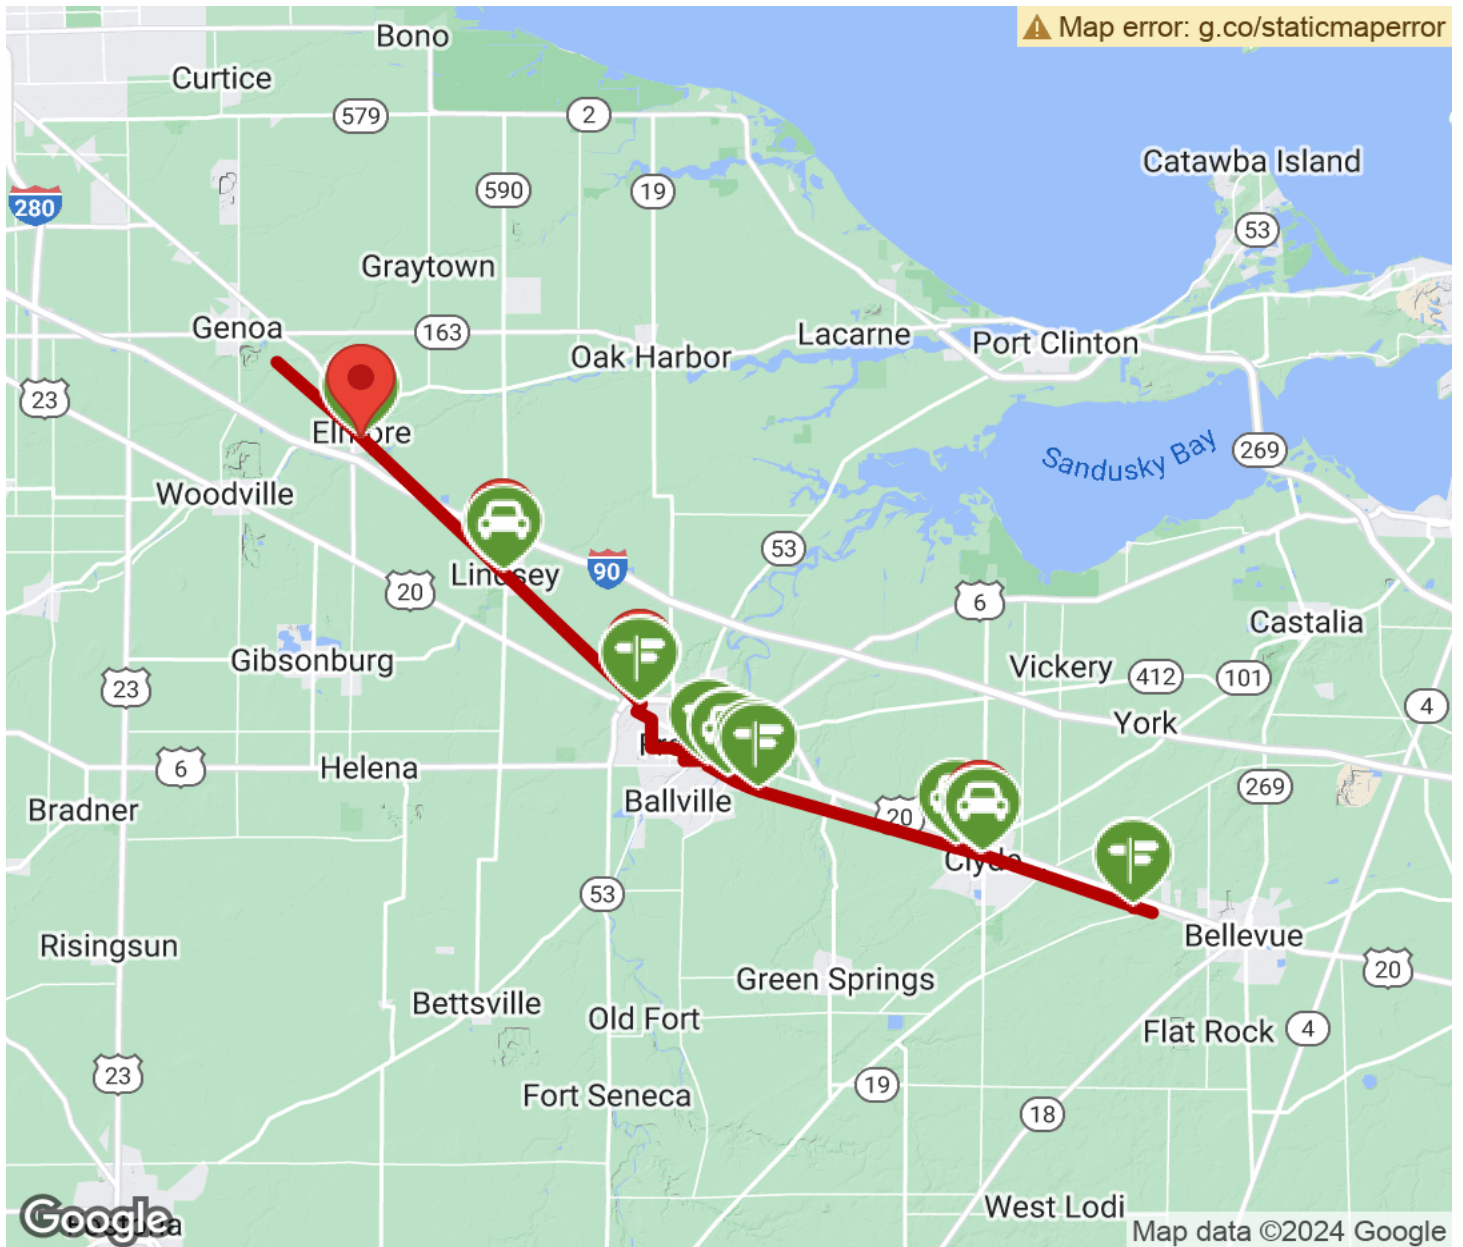 Bono
Map error: g.co/staticmaperror
Curtice
579
2
Catawba Island
590
19
280
53
Graytown
Genoa
163
Lacarne
Port Clinton
Oak Harbor
23
Elmore
269
Sandusky Bay
Woodville
53
Lindsey
90
20
6
Castalia
Gibsonburg
Vickery
412
101
23
4
York
6
Helena
269
Bradner
Ballville
20
Clyde
53
Bellevue
Risingsun
20
Green Springs
Bettsville
Old Fort
Flat Rock
4
23
19
Fort Seneca
18
West Lodi
Google
Map data ©2024 Google